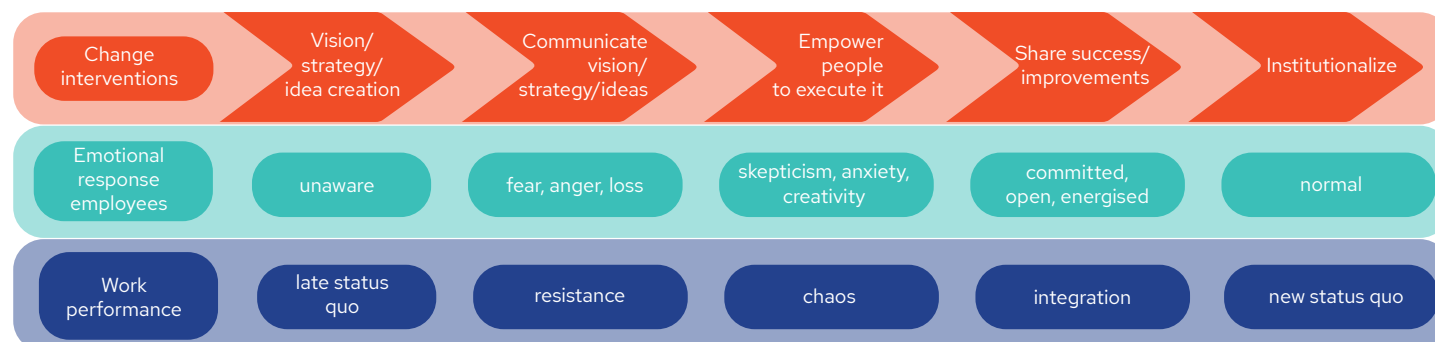 Change
interventions
Vision/
strategy/
idea creation
Communicate
vision/
strategy/ideas
Empower
people
to execute it
Share success/
improvements
Institutionalize
Emotional
response
employees
unaware
fear, anger, loss
skepticism, anxiety,
creativity
committed,
open, energised
normal
Work
performance
late status
quo
resistance
chaos
integration
new status quo